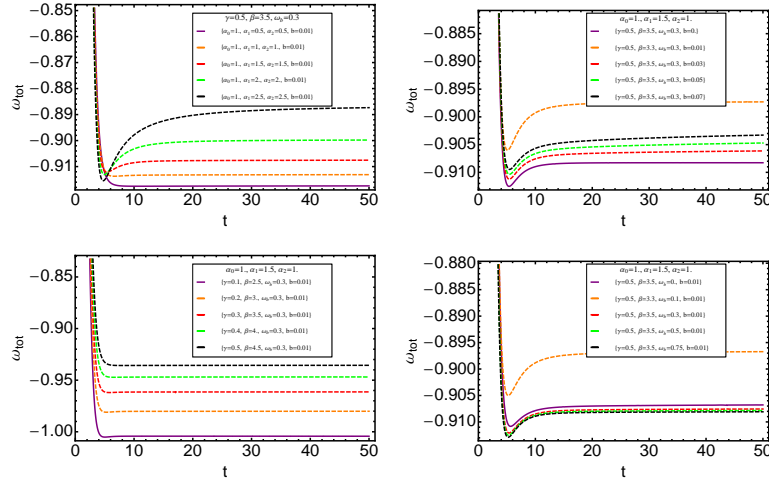 γ=0.5, β=3.5, ω_b=0.3
{α_0=1., α_1=0.5, α_2=0.5, b=0.01}
{α_0=1., α_1=1., α_2=1., b=0.01}
{α_0=1., α_1=1.5, α_2=1.5, b=0.01}
{α_0=1., α_1=2., α_2=2., b=0.01}
{α_0=1., α_1=2.5, α_2=2.5, b=0.01}
−0.85
−0.86
−0.87
−0.88
−0.89
−0.90
−0.91
ω_tot
0 10 20 30 40 50
t
α_0=1., α_1=1.5, α_2=1.
{γ=0.5, β=3.5, ω_b=0.3, b=0.}
{γ=0.5, β=3.3, ω_b=0.3, b=0.01}
{γ=0.5, β=3.5, ω_b=0.3, b=0.03}
{γ=0.5, β=3.5, ω_b=0.3, b=0.05}
{γ=0.5, β=3.5, ω_b=0.3, b=0.07}
−0.885
−0.890
−0.895
−0.900
−0.905
−0.910
ω_tot
0 10 20 30 40 50
t
α_0=1., α_1=1.5, α_2=1.
{γ=0.1, β=2.5, ω_b=0.3, b=0.01}
{γ=0.2, β=3., ω_b=0.3, b=0.01}
{γ=0.3, β=3.5, ω_b=0.3, b=0.01}
{γ=0.4, β=4., ω_b=0.3, b=0.01}
{γ=0.5, β=4.5, ω_b=0.3, b=0.01}
−0.85
−0.90
−0.95
−1.00
ω_tot
0 10 20 30 40 50
t
α_0=1., α_1=1.5, α_2=1.
{γ=0.5, β=3.5, ω_b=0., b=0.01}
{γ=0.5, β=3.3, ω_b=0.1, b=0.01}
{γ=0.5, β=3.5, ω_b=0.3, b=0.01}
{γ=0.5, β=3.5, ω_b=0.5, b=0.01}
{γ=0.5, β=3.5, ω_b=0.75, b=0.01}
−0.880
−0.885
−0.890
−0.895
−0.900
−0.905
−0.910
ω_tot
0 10 20 30 40 50
t